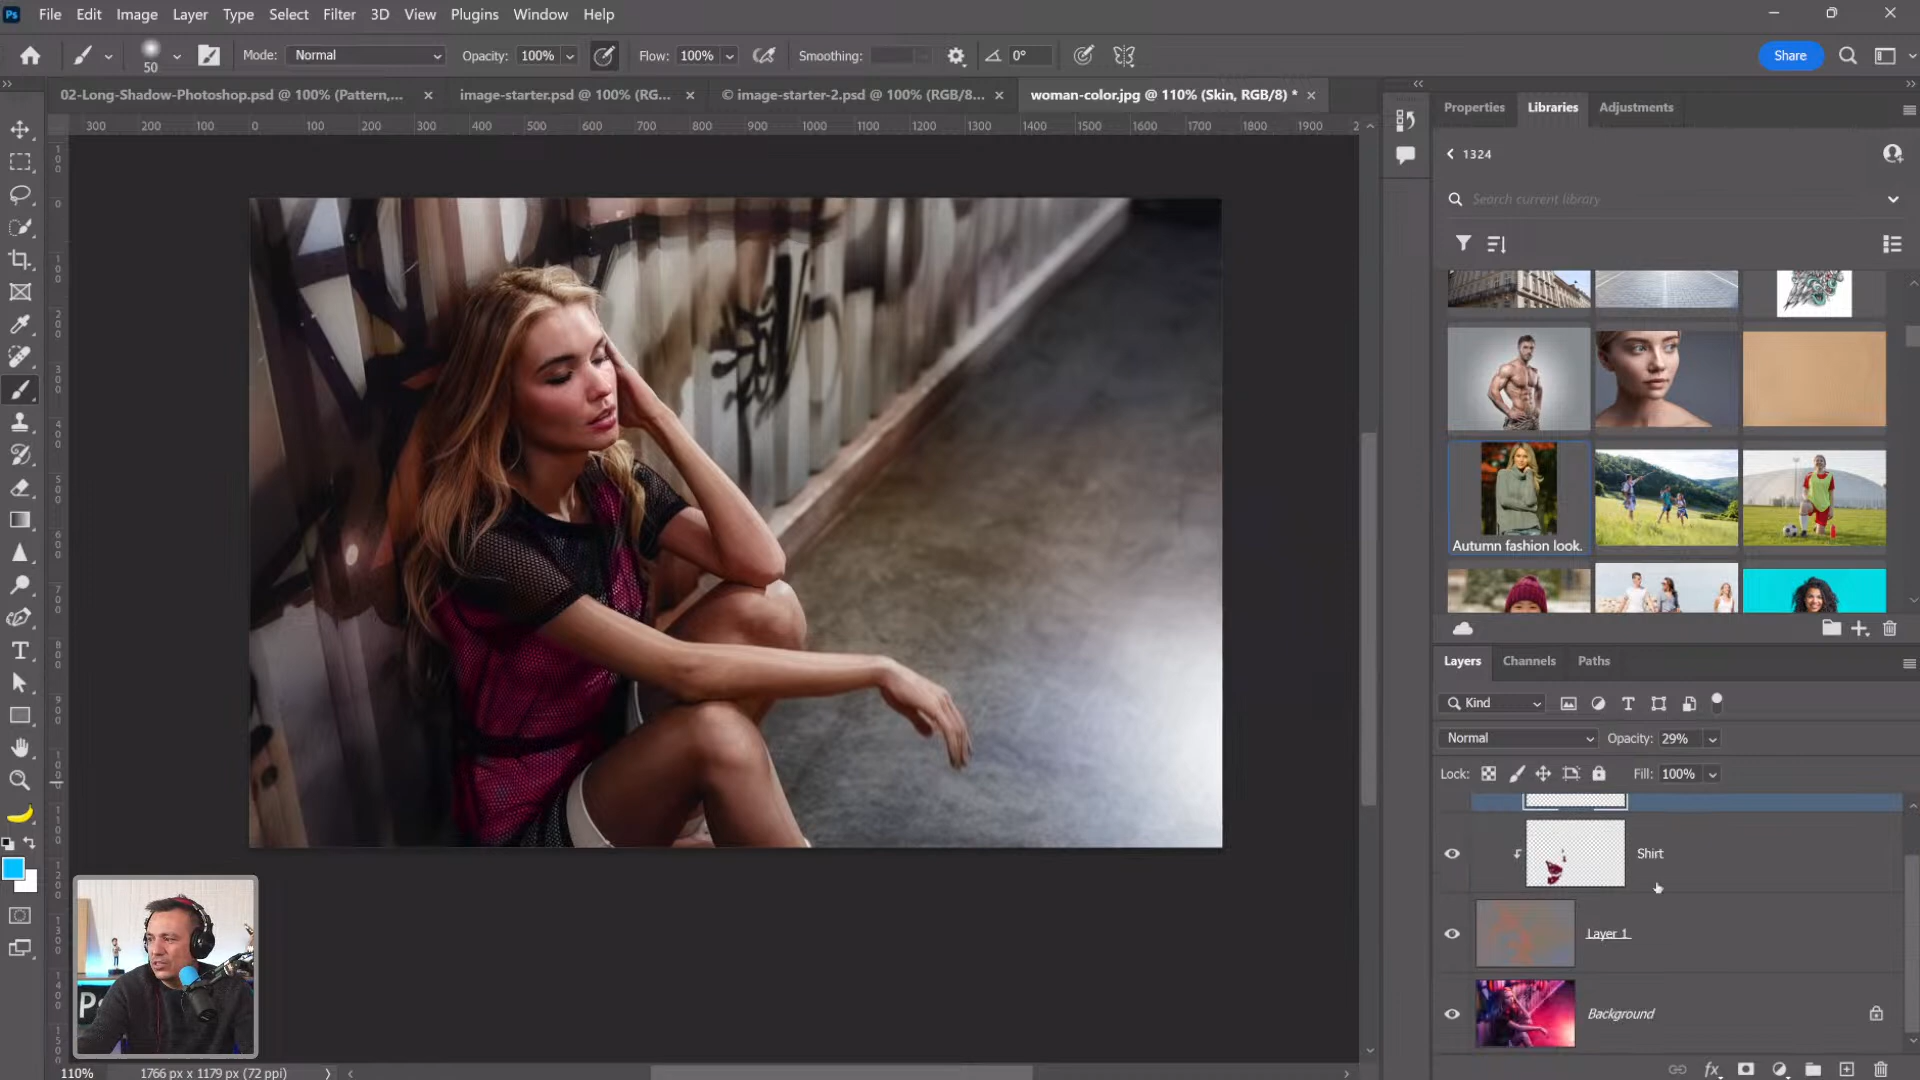 Ps File Edit Image Layer Type Select Filter 3D View Plugins Window Help
50 Mode: Normal Opacity: 100% Flow: 100% Smoothing: 0° Share
02-Long-Shadow-Photoshop.psd @ 100% (Pattern,... × image-starter.psd @ 100% (RG... × © image-starter-2.psd @ 100% (RGB/8... × woman-color.jpg @ 110% (Skin, RGB/8) * ×
300 200 100 0 100 200 300 400 500 600 700 800 900 1000 1100 1200 1300 1400 1500 1600 1700 1800 1900
Properties Libraries Adjustments
1324
Search current library
Autumn fashion look.
Layers Channels Paths
Kind
Normal Opacity: 29%
Lock: Fill: 100%
Shirt
Layer 1
Background
Ps
110% 1766 px x 1179 px (72 ppi)